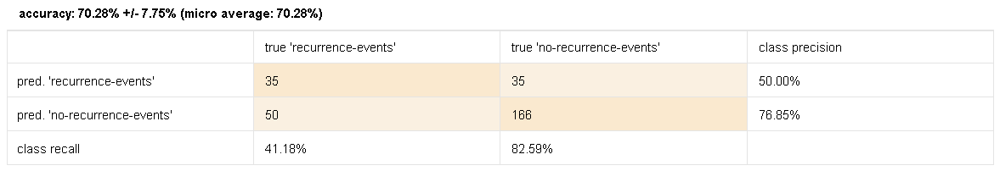 accuracy: 70.28% +/- 7.75% (micro average: 70.28%)
true 'recurrence-events' true 'no-recurrence-events' class precision
pred. 'recurrence-events' 35 35 50.00%
pred. 'no-recurrence-events' 50 166 76.85%
class recall 41.18% 82.59%